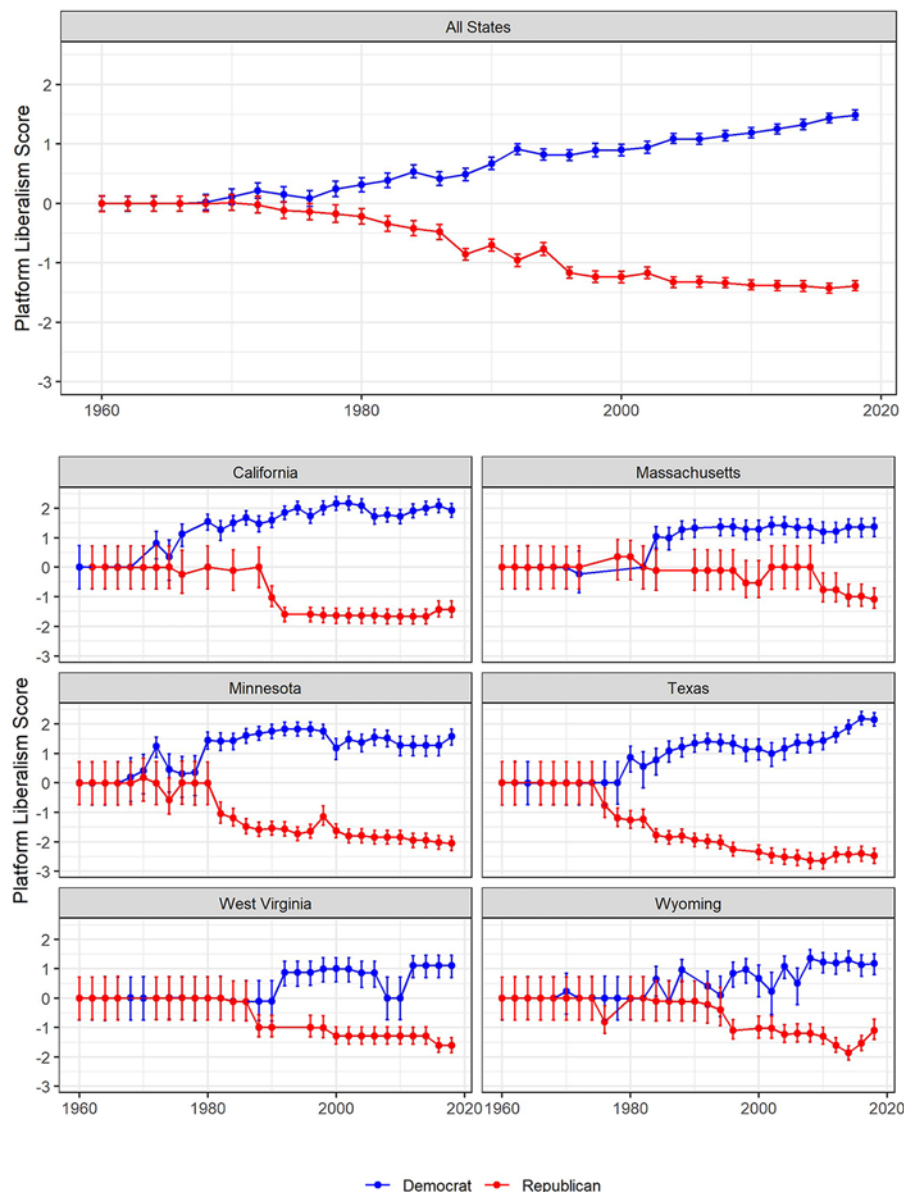 All States
2
1
0
-1
-2
-3
Platform Liberalism Score
1960 1980 2000 2020
California Massachusetts
2
1
0
-1
-2
-3
Minnesota Texas
2
1
0
-1
-2
-3
Platform Liberalism Score
West Virginia Wyoming
2
1
0
-1
-2
-3
1960 1980 2000 2020 1960 1980 2000 2020
Democrat Republican